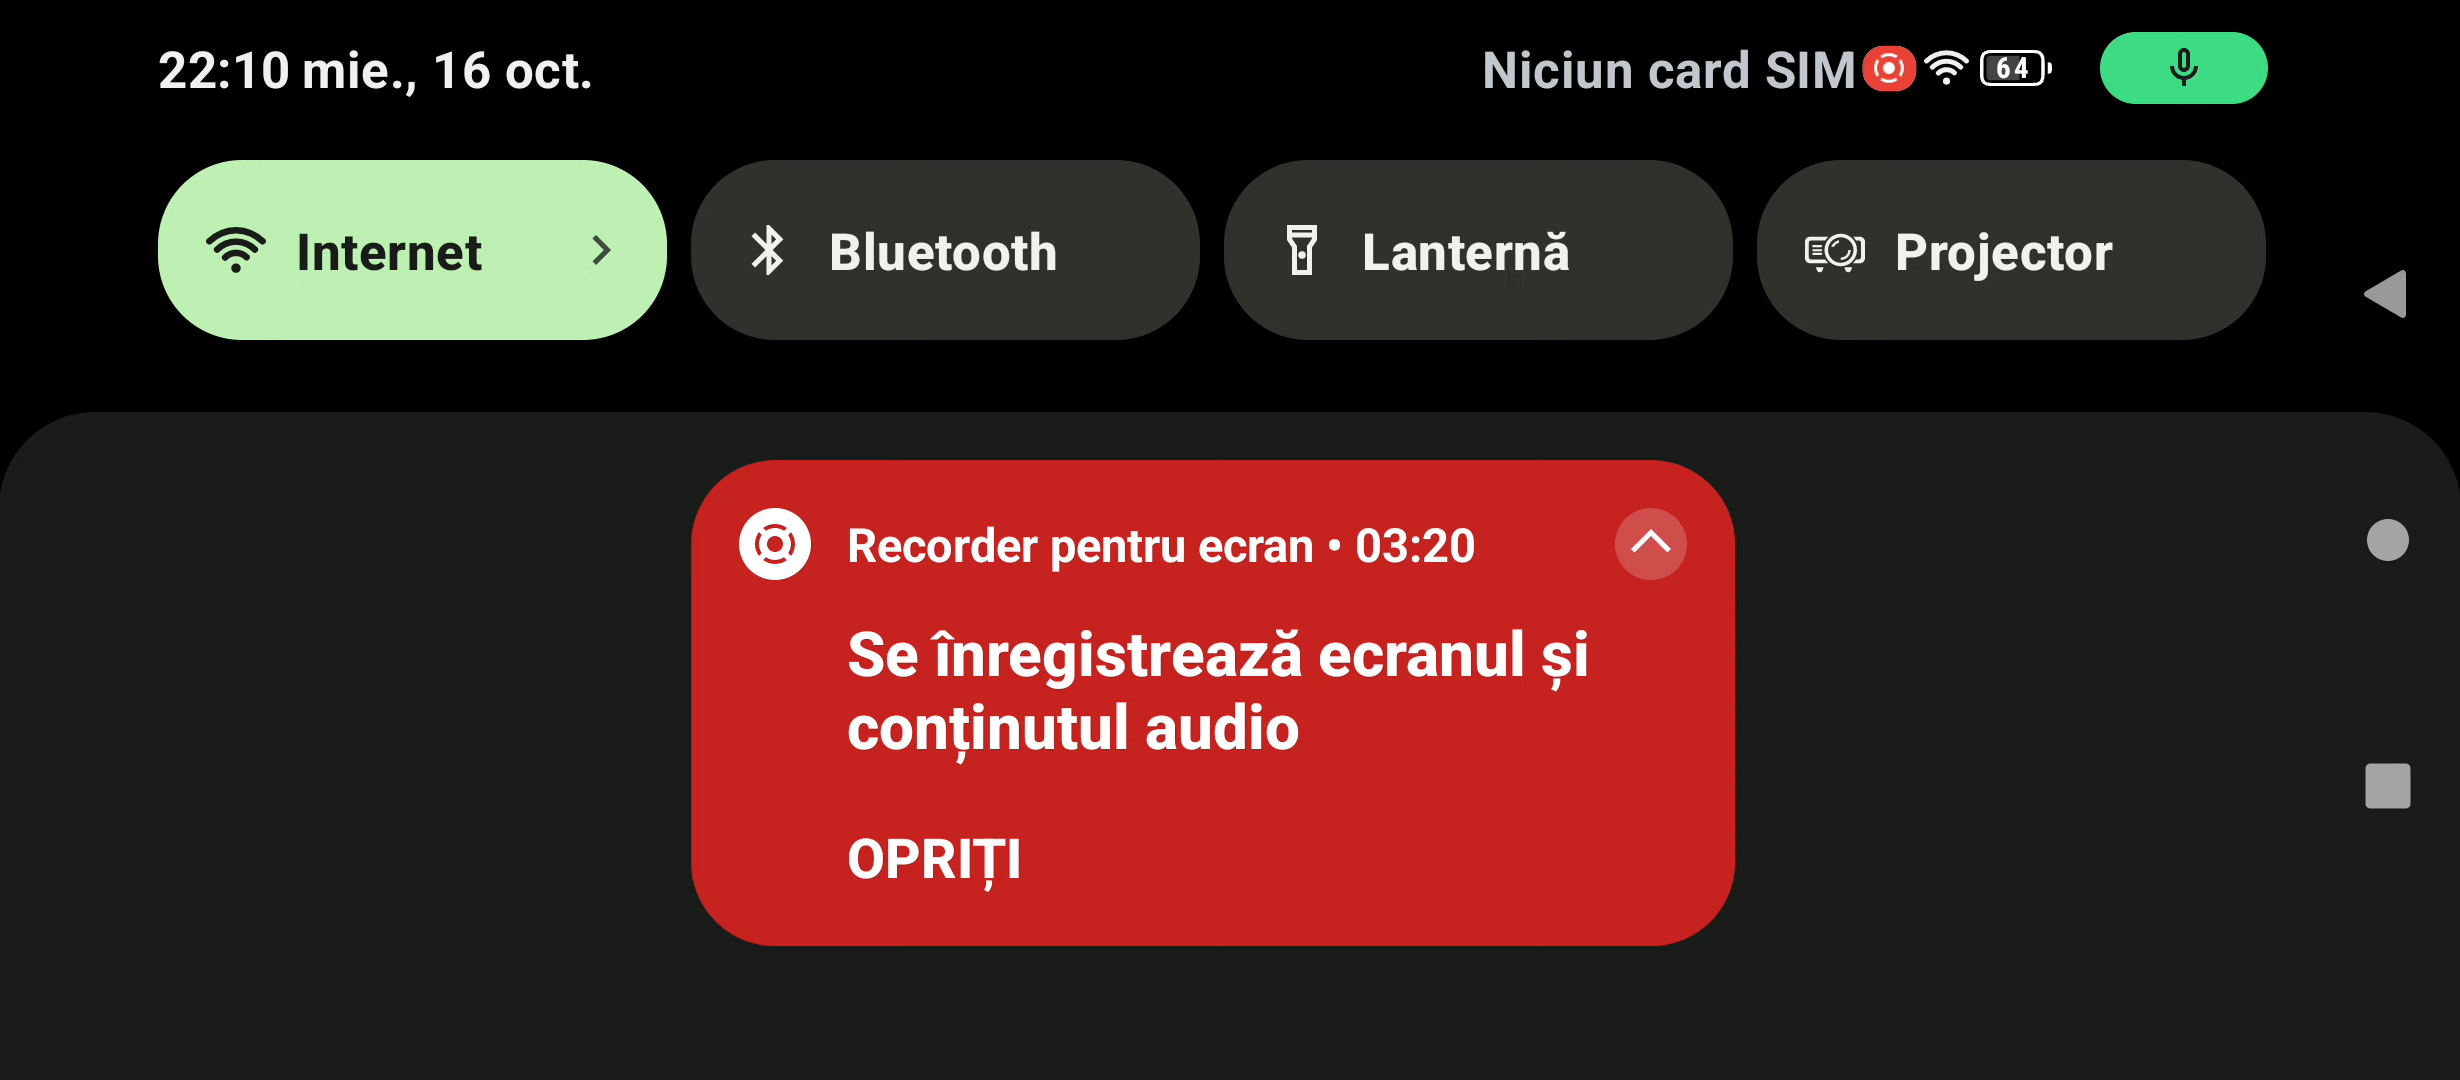 22:10 mie., 16 oct.
Niciun card SIM 64
Internet
Bluetooth
Lanternă
Projector
Recorder pentru ecran • 03:20
Se înregistrează ecranul și
conținutul audio
OPRIȚI